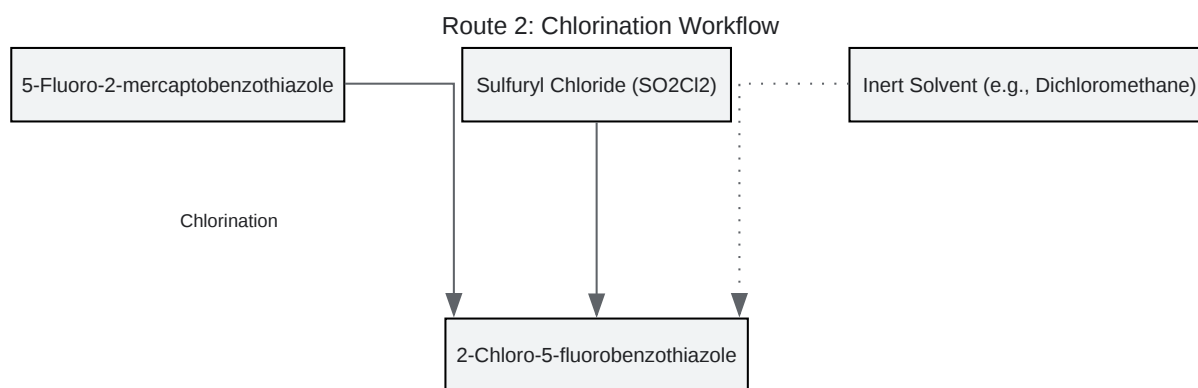 Route 2: Chlorination Workflow
5-Fluoro-2-mercaptobenzothiazole
Sulfuryl Chloride (SO2Cl2)
Inert Solvent (e.g., Dichloromethane)
Chlorination
2-Chloro-5-fluorobenzothiazole